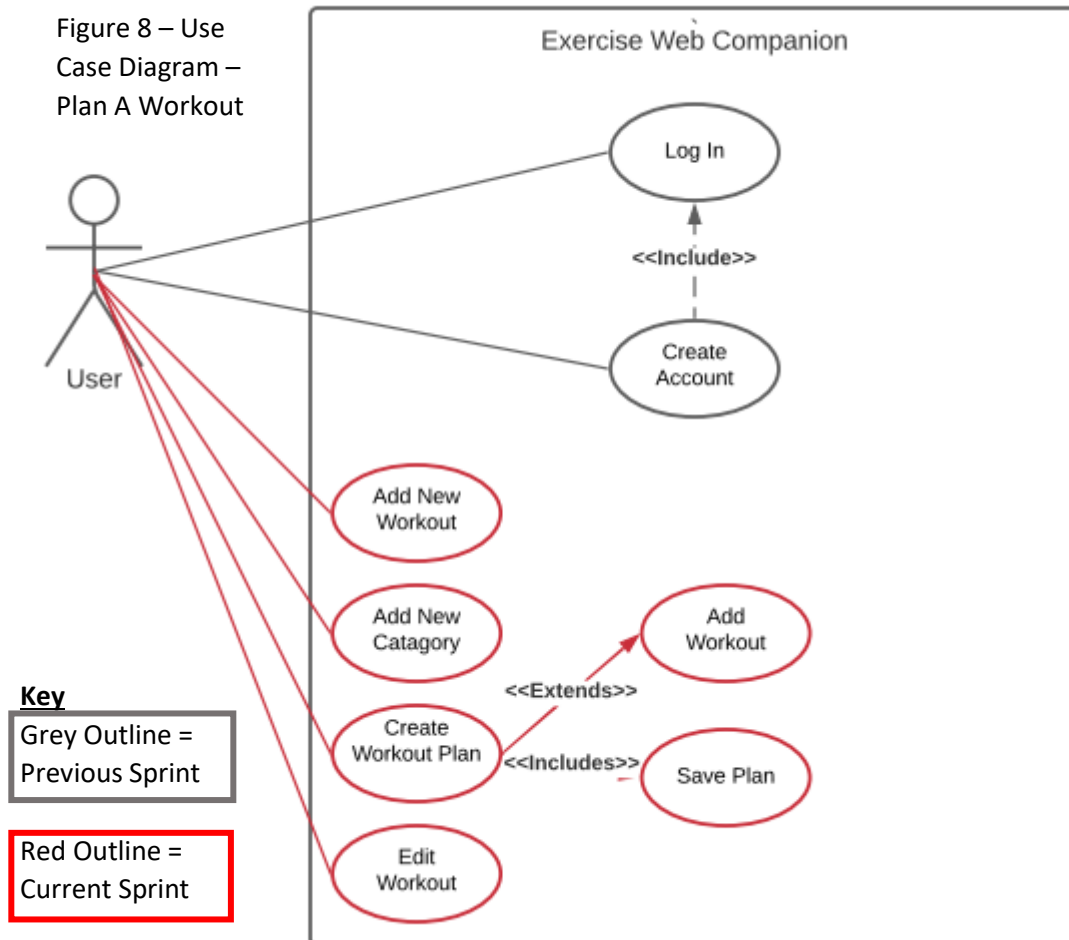 Figure 8 – Use
Case Diagram –
Plan A Workout
Exercise Web Companion
Log In
<<Include>>
Create
Account
User
Add New
Workout
Add New
Catagory
Add
Workout
<<Extends>>
Create
Workout Plan
<<Includes>>
Save Plan
Edit
Workout
Key
Grey Outline =
Previous Sprint
Red Outline =
Current Sprint